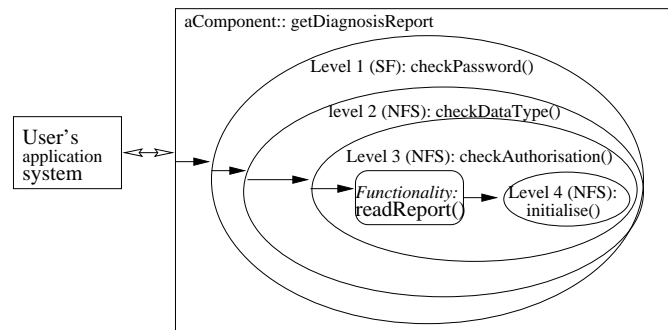 aComponent:: getDiagnosisReport
Level 1 (SF): checkPassword()
level 2 (NFS): checkDataType()
Level 3 (NFS): checkAuthorisation()
User's
application
system
Functionality:
readReport()
Level 4 (NFS):
initialise()